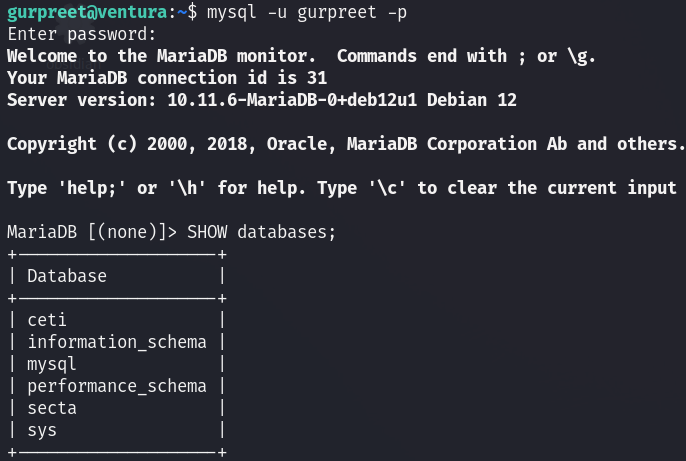 gurpreet@ventura:~$ mysql -u gurpreet -p
Enter password:
Welcome to the MariaDB monitor.  Commands end with ; or \g.
Your MariaDB connection id is 31
Server version: 10.11.6-MariaDB-0+deb12u1 Debian 12

Copyright (c) 2000, 2018, Oracle, MariaDB Corporation Ab and others.

Type 'help;' or '\h' for help. Type '\c' to clear the current input

MariaDB [(none)]> SHOW databases;
+--------------------+
| Database           |
+--------------------+
| ceti               |
| information_schema |
| mysql              |
| performance_schema |
| secta              |
| sys                |
+--------------------+